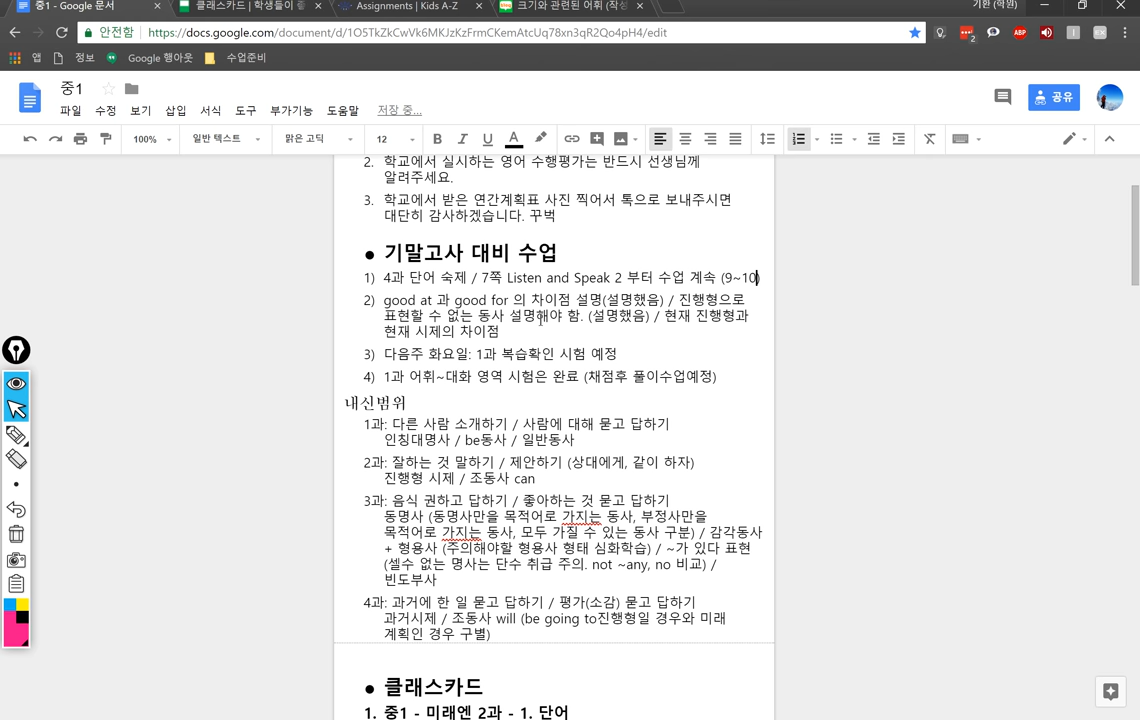 중1 - Google 문서
클래스카드 | 학생들이 좋
Assignments | Kids A-Z
크기와 관련된 어휘 (작성
기환 (학원)
안전함
https://docs.google.com/document/d/1O5TkZkCwVk6MKJzKzFrmCKemAtcUq78xn3qR2Qo4pH4/edit
앱 정보 Google 행아웃 수업준비
중1
파일 수정 보기 삽입 서식 도구 부가기능 도움말 저장 중...
공유
100% 일반 텍스트 맑은 고딕 12
2. 학교에서 실시하는 영어 수행평가는 반드시 선생님께
알려주세요.
3. 학교에서 받은 연간계획표 사진 찍어서 톡으로 보내주시면
대단히 감사하겠습니다. 꾸벅
● 기말고사 대비 수업
1) 4과 단어 숙제 / 7쪽 Listen and Speak 2 부터 수업 계속 (9~10)
2) good at 과 good for 의 차이점 설명(설명했음) / 진행형으로
표현할 수 없는 동사 설명해야 함. (설명했음) / 현재 진행형과
현재 시제의 차이점
3) 다음주 화요일: 1과 복습확인 시험 예정
4) 1과 어휘~대화 영역 시험은 완료 (채점후 풀이수업예정)
내신범위
1과: 다른 사람 소개하기 / 사람에 대해 묻고 답하기
인칭대명사 / be동사 / 일반동사
2과: 잘하는 것 말하기 / 제안하기 (상대에게, 같이 하자)
진행형 시제 / 조동사 can
3과: 음식 권하고 답하기 / 좋아하는 것 묻고 답하기
동명사 (동명사만을 목적어로 가지는 동사, 부정사만을
목적어로 가지는 동사, 모두 가질 수 있는 동사 구분) / 감각동사
+ 형용사 (주의해야할 형용사 형태 심화학습) / ~가 있다 표현
(셀수 없는 명사는 단수 취급 주의. not ~any, no 비교) /
빈도부사
4과: 과거에 한 일 묻고 답하기 / 평가(소감) 묻고 답하기
과거시제 / 조동사 will (be going to진행형일 경우와 미래
계획인 경우 구별)
● 클래스카드
1. 중1 - 미래엔 2과 - 1. 단어